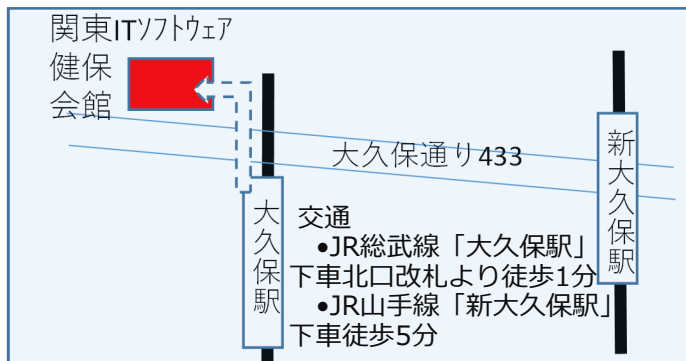 関東ITソフトウェア
健保
会館
大久保通り433
新大久保駅
大久保駅
交通
•JR総武線「大久保駅」
下車北口改札より徒歩1分
•JR山手線「新大久保駅」
下車徒歩5分